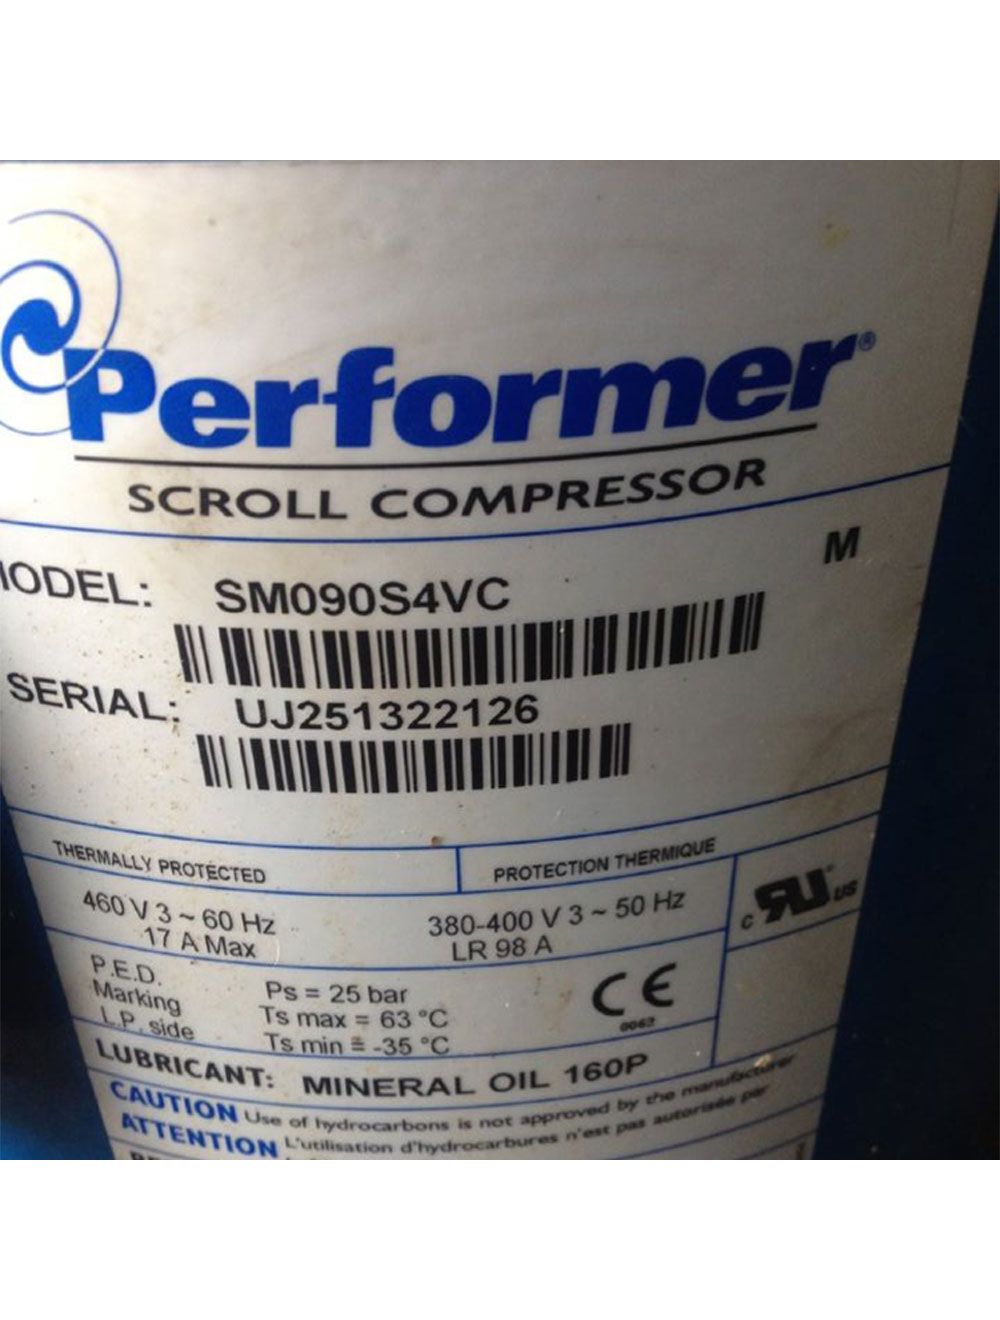 Performer®
SCROLL COMPRESSOR
M
MODEL: SM090S4VC
SERIAL: UJ251322126
THERMALLY PROTECTED PROTECTION THERMIQUE
460 V 3 ~ 60 Hz 380-400 V 3 ~ 50 Hz
17 A Max LR 98 A
c RU US
P.E.D. Ps = 25 bar
Marking Ts max = 63 °C
L.P. side Ts min = -35 °C
CE
0062
LUBRICANT: MINERAL OIL 160P
CAUTION Use of hydrocarbons is not approved by the manufacturer
ATTENTION L'utilisation d'hydrocarbures n'est pas autorisée par